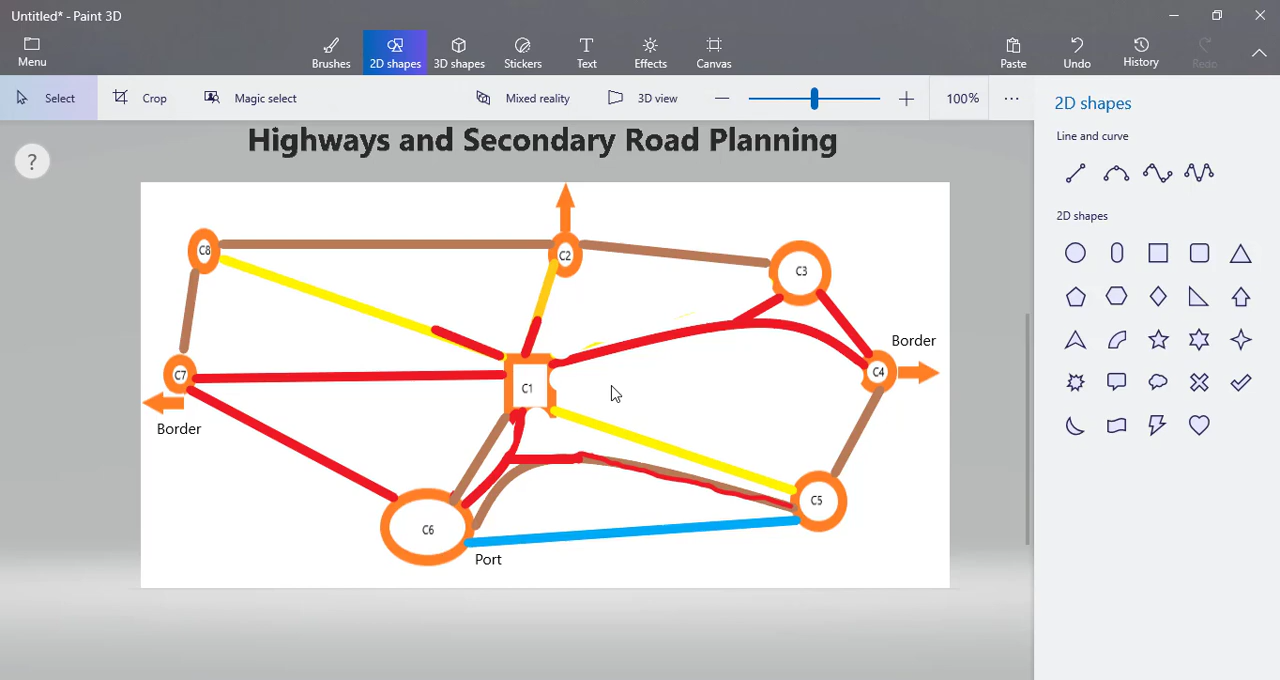 Untitled* - Paint 3D
Menu
Brushes
2D shapes
3D shapes
Stickers
Text
Effects
Canvas
Paste
Undo
History
Redo
Select
Crop
Magic select
Mixed reality
3D view
100%
2D shapes
Line and curve
2D shapes
?
Highways and Secondary Road Planning
C8
C2
C3
Border
C7
C1
C4
Border
C6
C5
Port